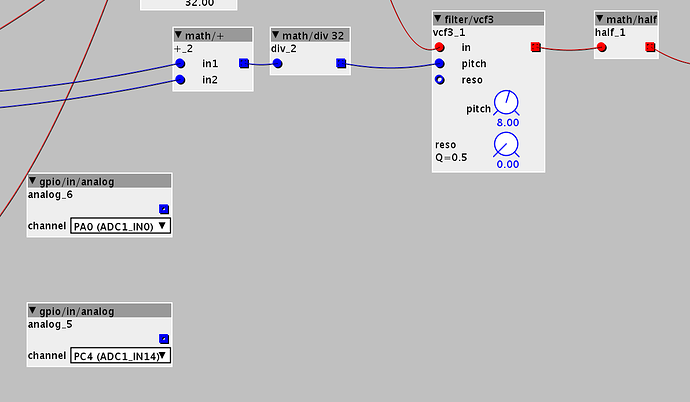 32.00
math/+
+_2
in1
in2
math/div 32
div_2
filter/vcf3
vcf3_1
in
pitch
reso
pitch
8.00
reso
Q=0.5
0.00
math/half
half_1
gpio/in/analog
analog_6
channel PA0 (ADC1_IN0)
gpio/in/analog
analog_5
channel PC4 (ADC1_IN14)